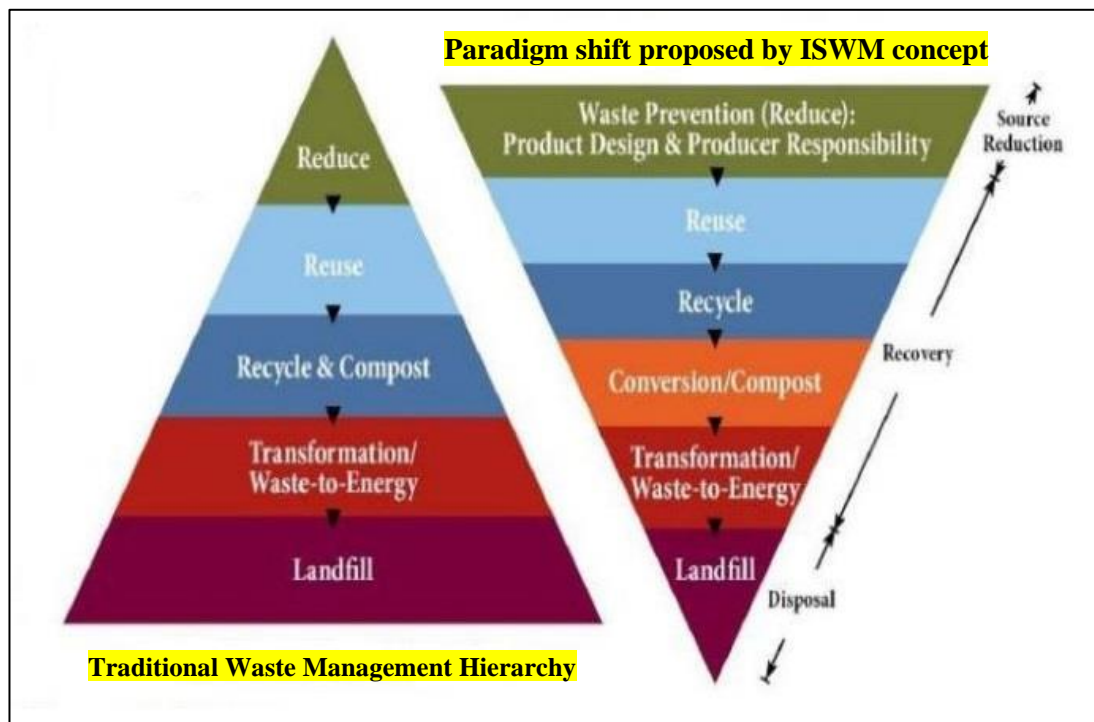 Paradigm shift proposed by ISWM concept
Reduce
Reuse
Recycle & Compost
Transformation/
Waste-to-Energy
Landfill
Traditional Waste Management Hierarchy
Waste Prevention (Reduce):
Product Design & Producer Responsibility
Reuse
Recycle
Conversion/Compost
Transformation/
Waste-to-Energy
Landfill
Source
Reduction
Recovery
Disposal